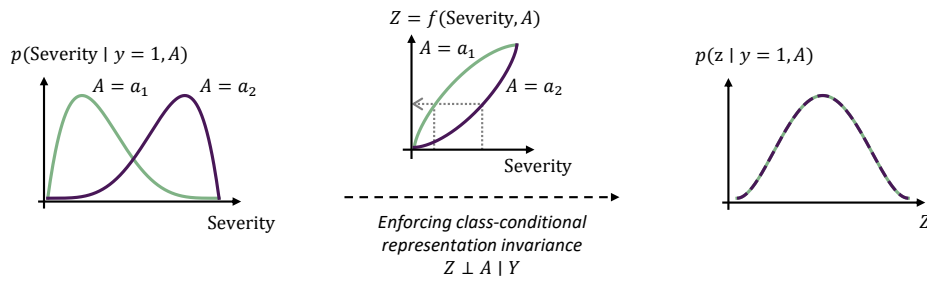 p(Severity | y = 1, A)
A = a₁
A = a₂
Severity
Z = f(Severity, A)
A = a₁
A = a₂
Severity
Enforcing class-conditional
representation invariance
Z ⊥ A | Y
p(z | y = 1, A)
Z